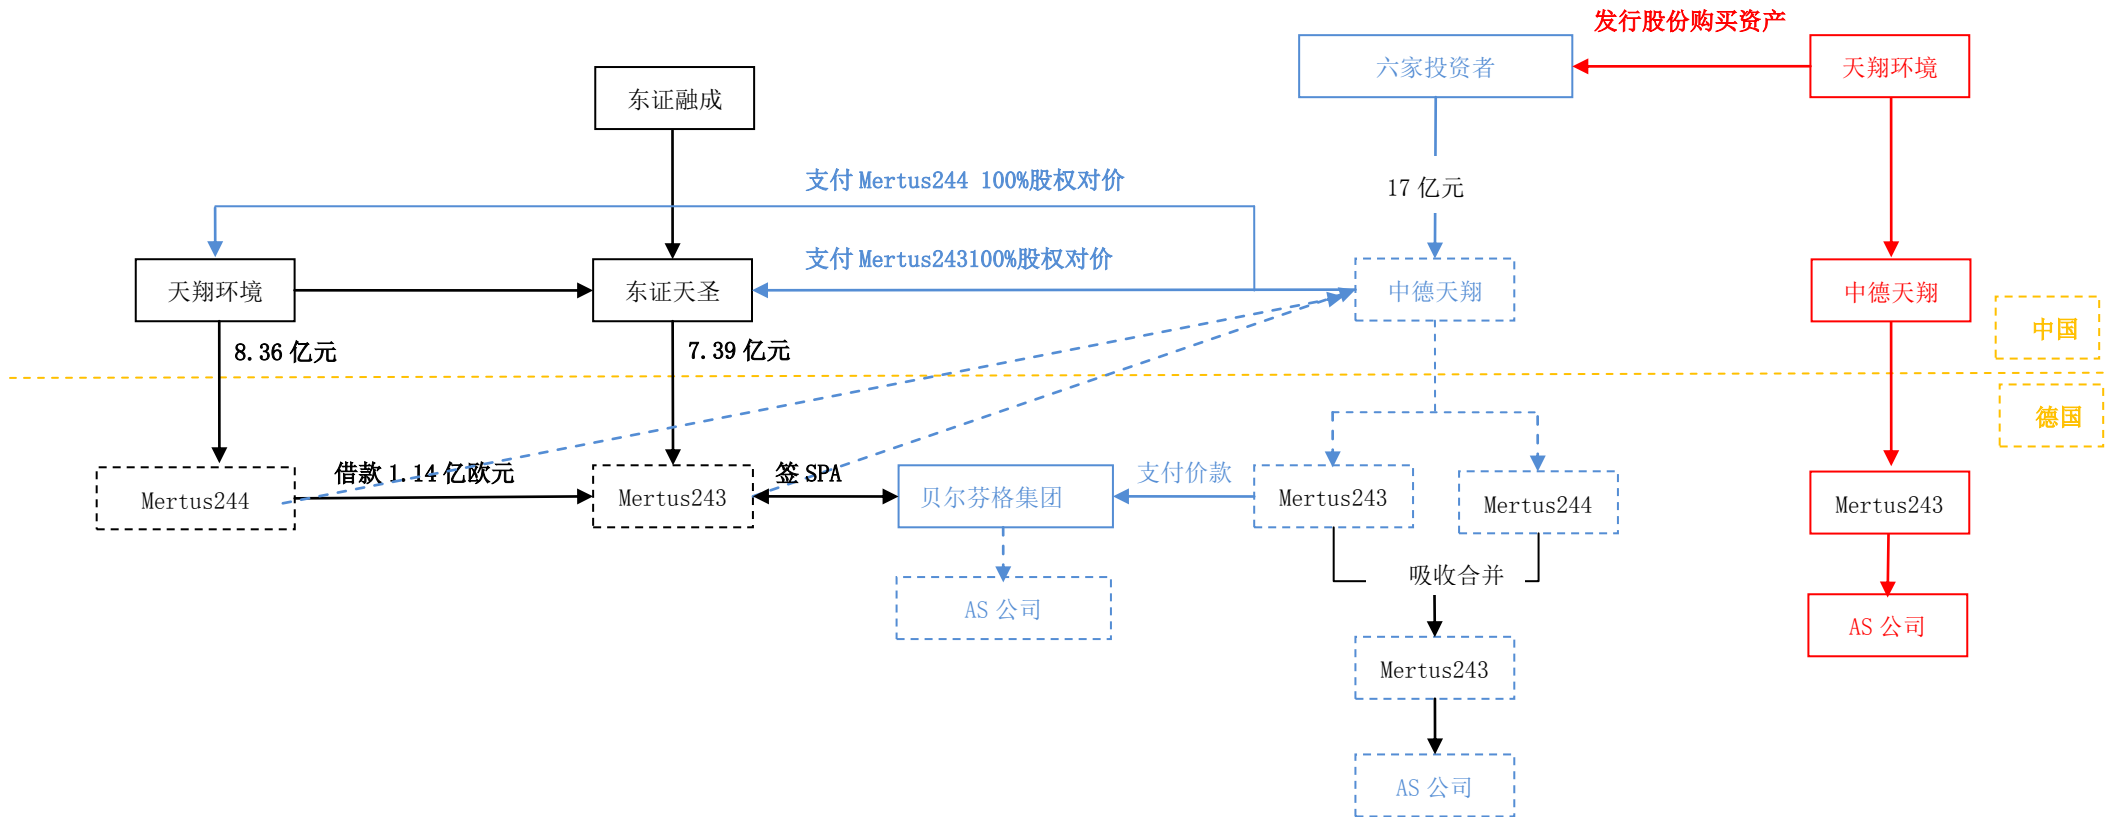 发行股份购买资产
六家投资者
天翔环境
东证融成
支付 Mertus244 100%股权对价
17 亿元
天翔环境
东证天圣
支付 Mertus243100%股权对价
中德天翔
中德天翔
中国
8.36 亿元
7.39 亿元
德国
借款 1.14 亿欧元
签 SPA
支付价款
Mertus244
Mertus243
贝尔芬格集团
Mertus243
Mertus244
Mertus243
吸收合并
AS 公司
AS 公司
Mertus243
AS 公司